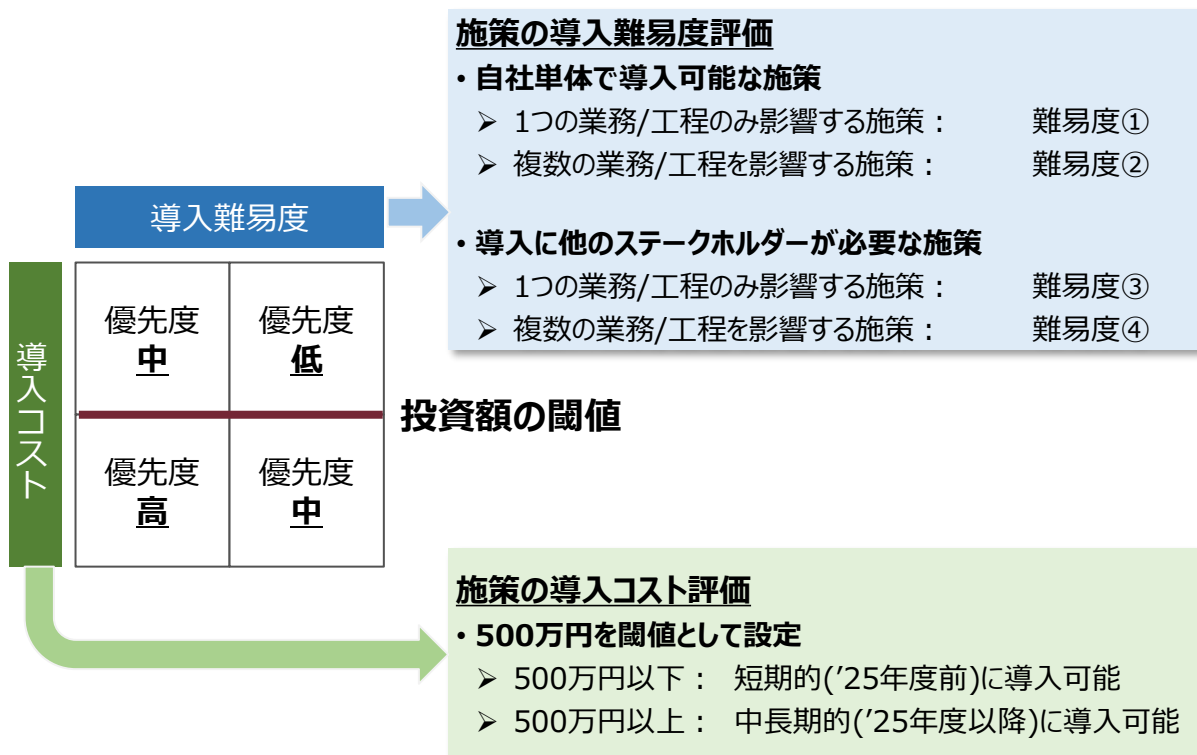 施策の導入難易度評価
• 自社単体で導入可能な施策
➢ 1つの業務/工程のみ影響する施策： 難易度①
➢ 複数の業務/工程を影響する施策： 難易度②
• 導入に他のステークホルダーが必要な施策
➢ 1つの業務/工程のみ影響する施策： 難易度③
➢ 複数の業務/工程を影響する施策： 難易度④
導入難易度
導入コスト
優先度
中
優先度
低
投資額の閾値
優先度
高
優先度
中
施策の導入コスト評価
• 500万円を閾値として設定
➢ 500万円以下： 短期的(’25年度前)に導入可能
➢ 500万円以上： 中長期的(’25年度以降)に導入可能